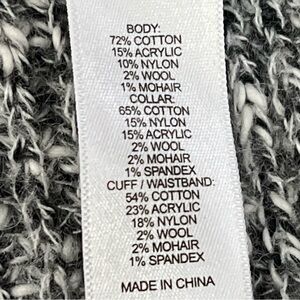 BODY:
72% COTTON
15% ACRYLIC
10% NYLON
2% WOOL
1% MOHAIR
COLLAR:
65% COTTON
15% NYLON
15% ACRYLIC
2% WOOL
2% MOHAIR
1% SPANDEX
CUFF / WAISTBAND:
54% COTTON
23% ACRYLIC
18% NYLON
2% WOOL
2% MOHAIR
1% SPANDEX
MADE IN CHINA